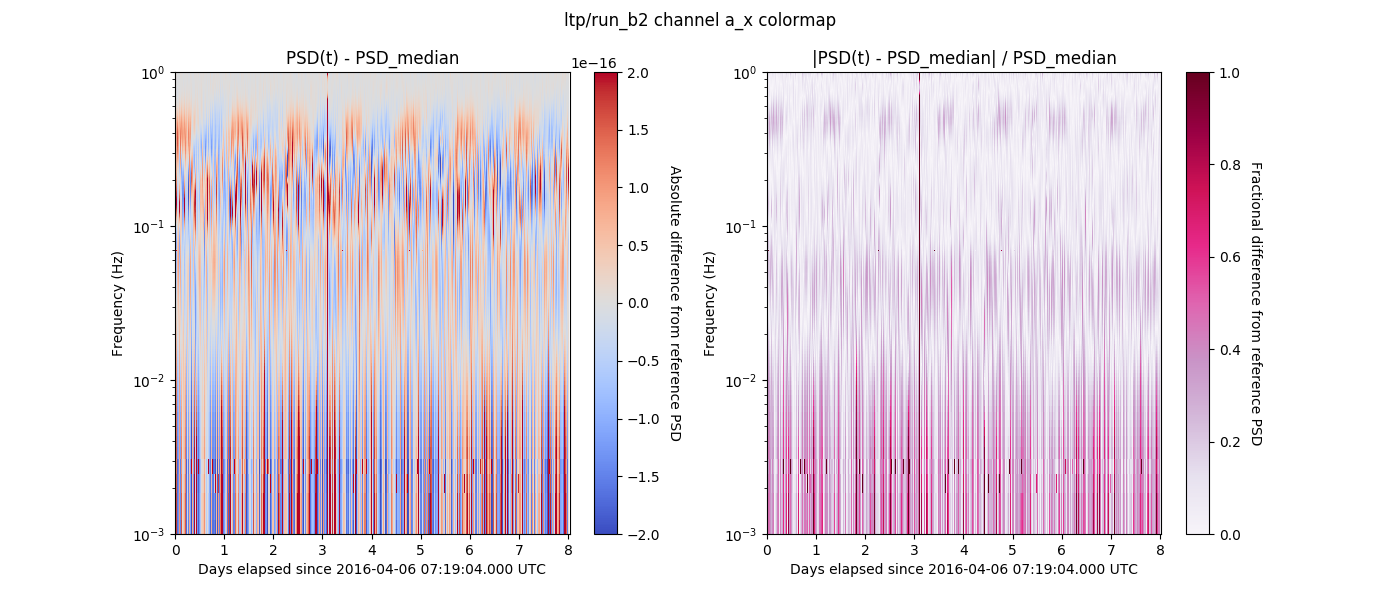 ltp/run_b2 channel a_x colormap
PSD(t) - PSD_median
1e−16
10⁰
10⁻¹
10⁻²
10⁻³
Frequency (Hz)
0 1 2 3 4 5 6 7 8
Days elapsed since 2016-04-06 07:19:04.000 UTC
2.0
1.5
1.0
0.5
0.0
−0.5
−1.0
−1.5
−2.0
Absolute difference from reference PSD
|PSD(t) - PSD_median| / PSD_median
10⁰
10⁻¹
10⁻²
10⁻³
Frequency (Hz)
0 1 2 3 4 5 6 7 8
Days elapsed since 2016-04-06 07:19:04.000 UTC
1.0
0.8
0.6
0.4
0.2
0.0
Fractional difference from reference PSD